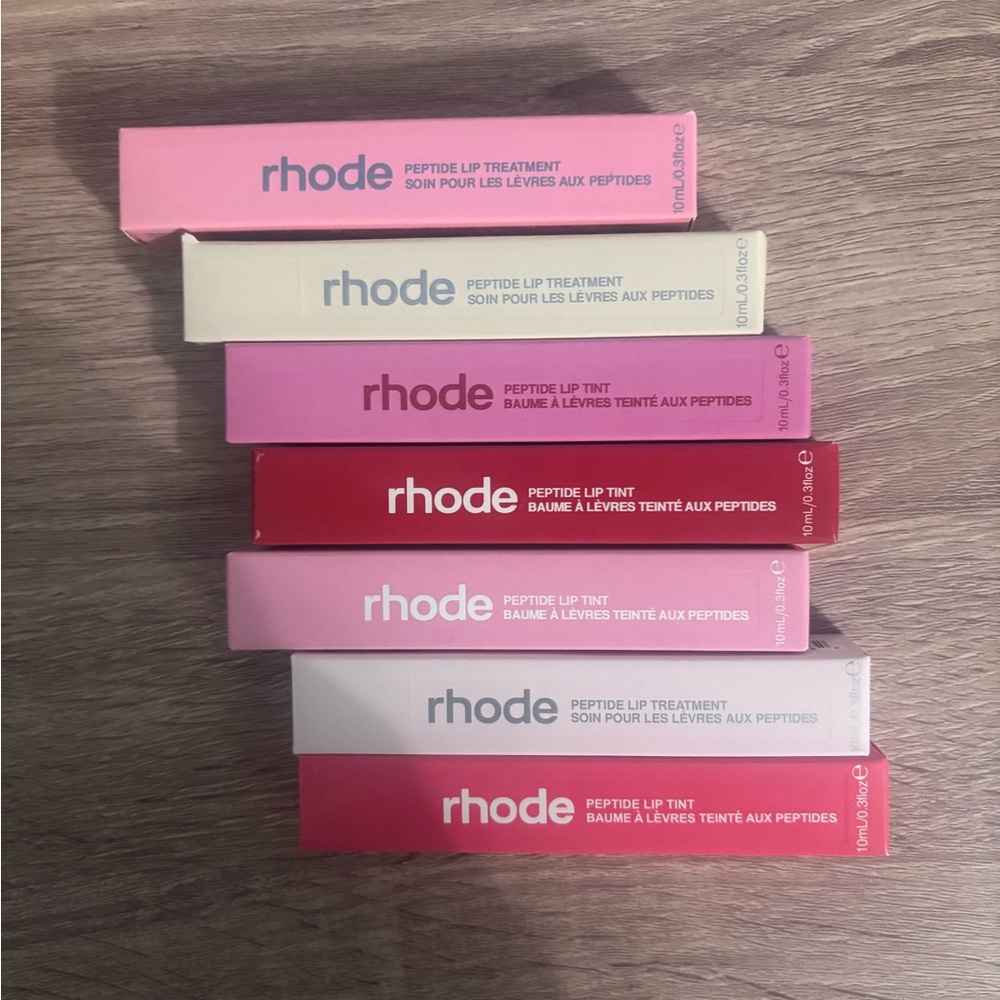 rhode PEPTIDE LIP TREATMENT
SOIN POUR LES LÈVRES AUX PEPTIDES
10mL/0.3floz℮
rhode PEPTIDE LIP TREATMENT
SOIN POUR LES LÈVRES AUX PEPTIDES
10mL/0.3floz℮
rhode PEPTIDE LIP TINT
BAUME À LÈVRES TEINTÉ AUX PEPTIDES
10mL/0.3floz℮
rhode PEPTIDE LIP TINT
BAUME À LÈVRES TEINTÉ AUX PEPTIDES
10mL/0.3floz℮
rhode PEPTIDE LIP TINT
BAUME À LÈVRES TEINTÉ AUX PEPTIDES
10mL/0.3floz℮
rhode PEPTIDE LIP TREATMENT
SOIN POUR LES LÈVRES AUX PEPTIDES
10mL/0.3floz℮
rhode PEPTIDE LIP TINT
BAUME À LÈVRES TEINTÉ AUX PEPTIDES
10mL/0.3floz℮